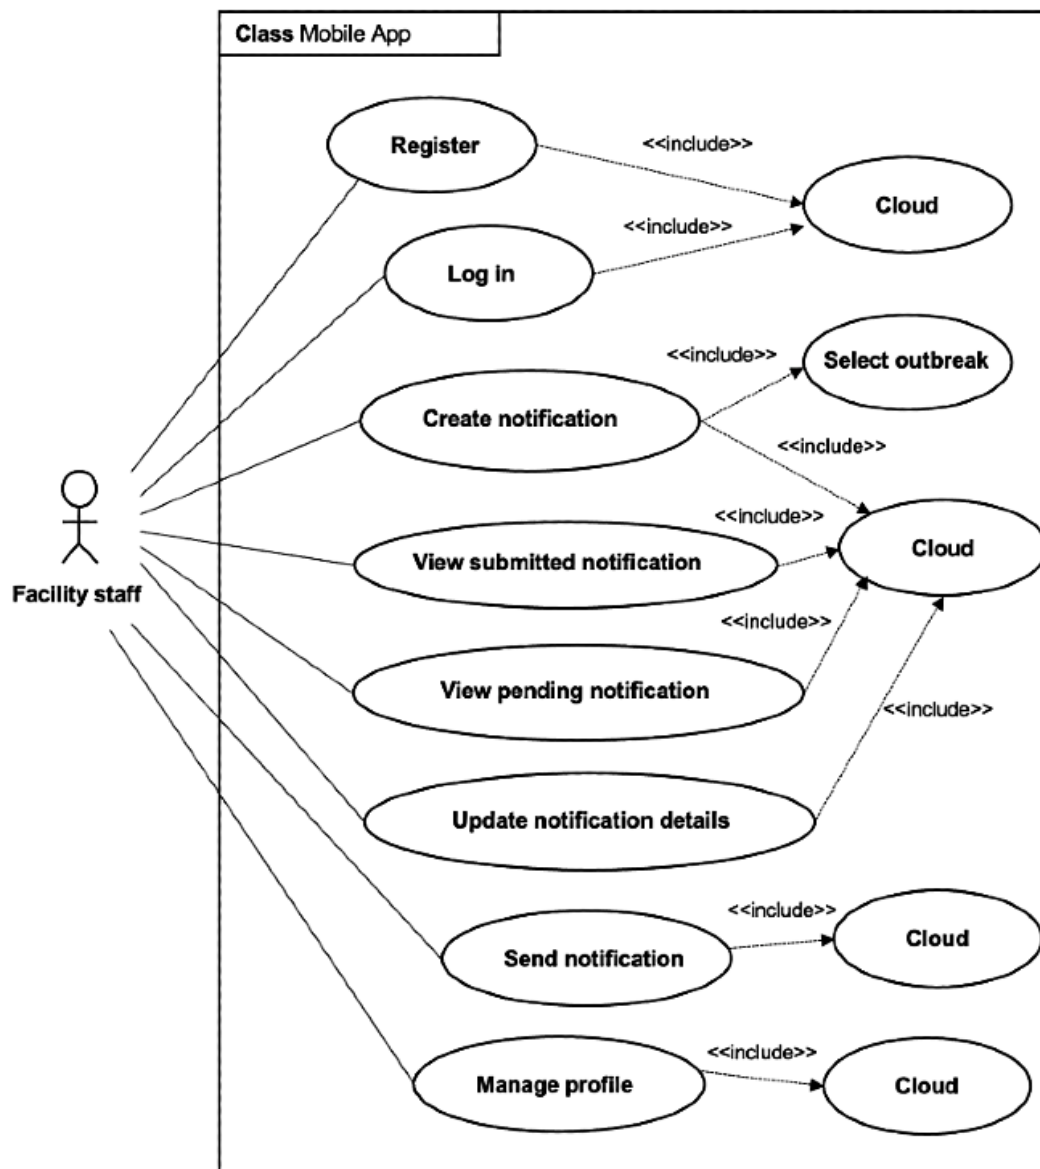 Class Mobile App
Register
<<include>>
Cloud
<<include>>
Log in
<<include>>
Select outbreak
Create notification
<<include>>
<<include>>
View submitted notification
Cloud
Facility staff
<<include>>
View pending notification
<<include>>
Update notification details
<<include>>
Cloud
Send notification
<<include>>
Manage profile
Cloud